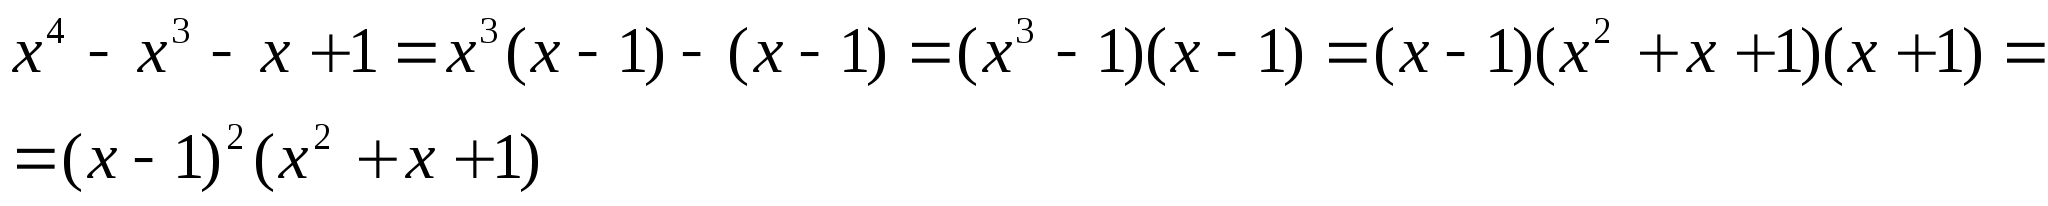 x⁴ - x³ - x + 1 = x³(x - 1) - (x - 1) = (x³ - 1)(x - 1) = (x - 1)(x² + x + 1)(x + 1) =
= (x - 1)²(x² + x + 1)